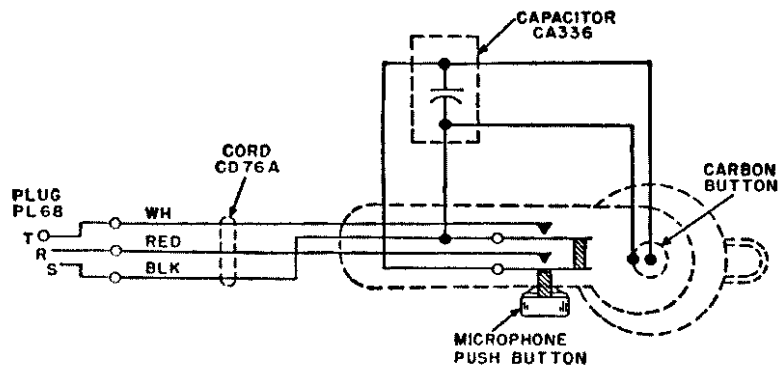 CAPACITOR
CA336
CORD
CD76A
CARBON
BUTTON
PLUG
PL68
T
R
S
WH
RED
BLK
MICROPHONE
PUSH BUTTON